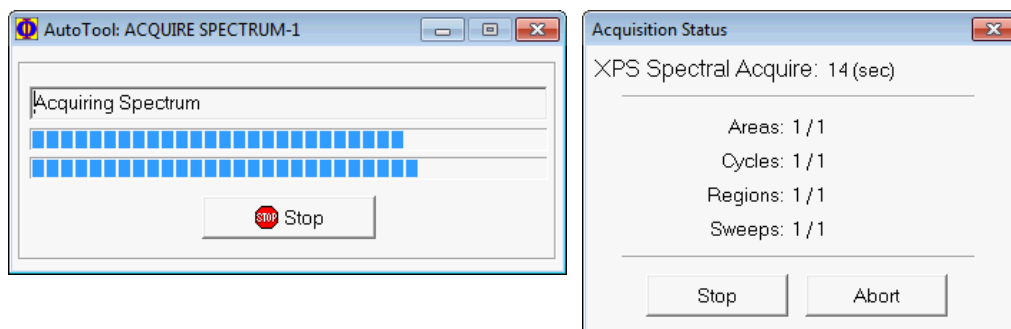 AutoTool: ACQUIRE SPECTRUM-1
Acquiring Spectrum
STOP Stop
Acquisition Status
XPS Spectral Acquire: 14 (sec)
Areas: 1 / 1
Cycles: 1 / 1
Regions: 1 / 1
Sweeps: 1 / 1
Stop Abort